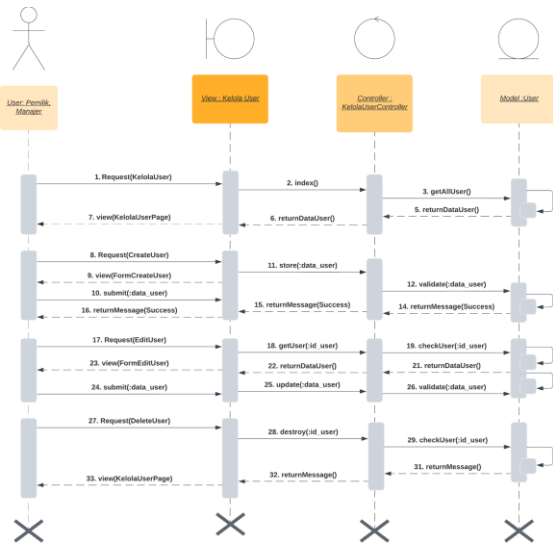 User: Pemilik,
Manajer
View : Kelola User
Controller :
KelolaUserController
Model :User
1. Request(KelolaUser)
2. index()
3. getAllUser()
5. returnDataUser()
6. returnDataUser()
7. view(KelolaUserPage)
8. Request(CreateUser)
9. view(FormCreateUser)
10. submit(:data_user)
11. store(:data_user)
12. validate(:data_user)
14. returnMessage(Success)
15. returnMessage(Success)
16. returnMessage(Success)
17. Request(EditUser)
18. getUser(:id_user)
19. checkUser(:id_user)
21. returnDataUser()
22. returnDataUser()
23. view(FormEditUser)
24. submit(:data_user)
25. update(:data_user)
26. validate(:data_user)
27. Request(DeleteUser)
28. destroy(:id_user)
29. checkUser(:id_user)
31. returnMessage()
32. returnMessage()
33. view(KelolaUserPage)